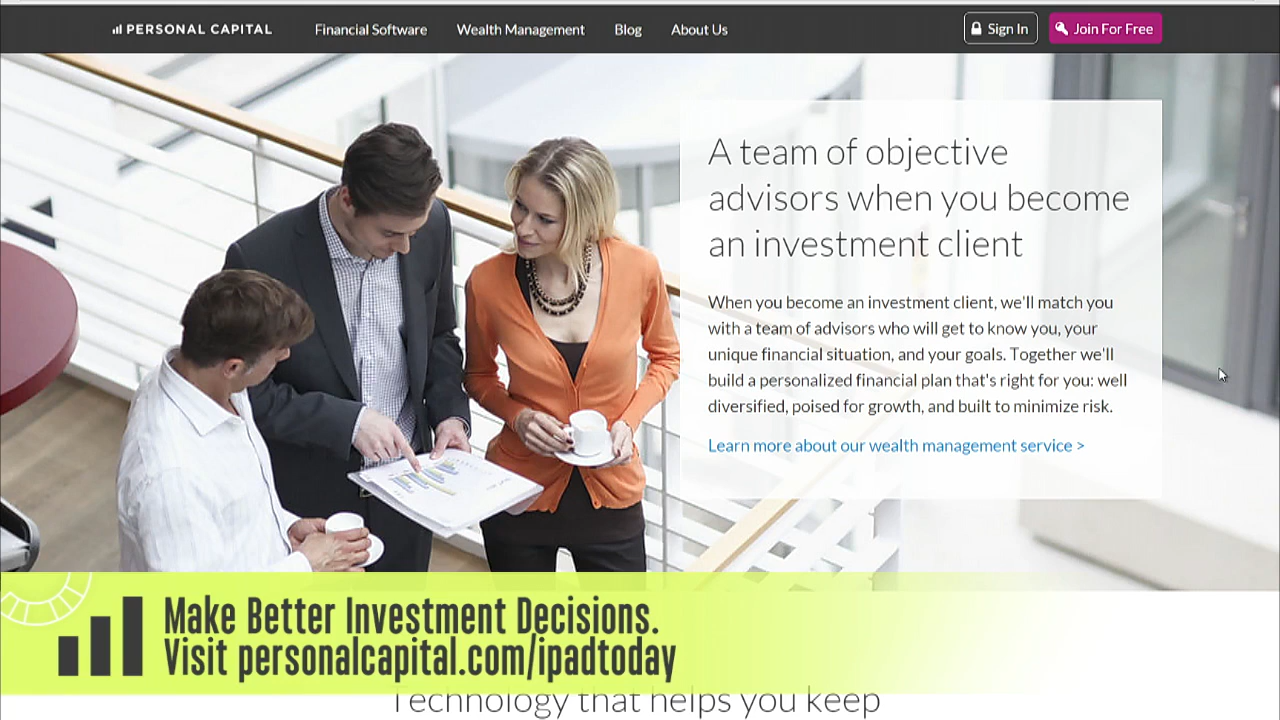 PERSONAL CAPITAL Financial Software Wealth Management Blog About Us Sign In Join For Free
A team of objective
advisors when you become
an investment client
When you become an investment client, we'll match you
with a team of advisors who will get to know you, your
unique financial situation, and your goals. Together we'll
build a personalized financial plan that's right for you: well
diversified, poised for growth, and built to minimize risk.
Learn more about our wealth management service >
Make Better Investment Decisions.
Visit personalcapital.com/ipadtoday
Technology that helps you keep